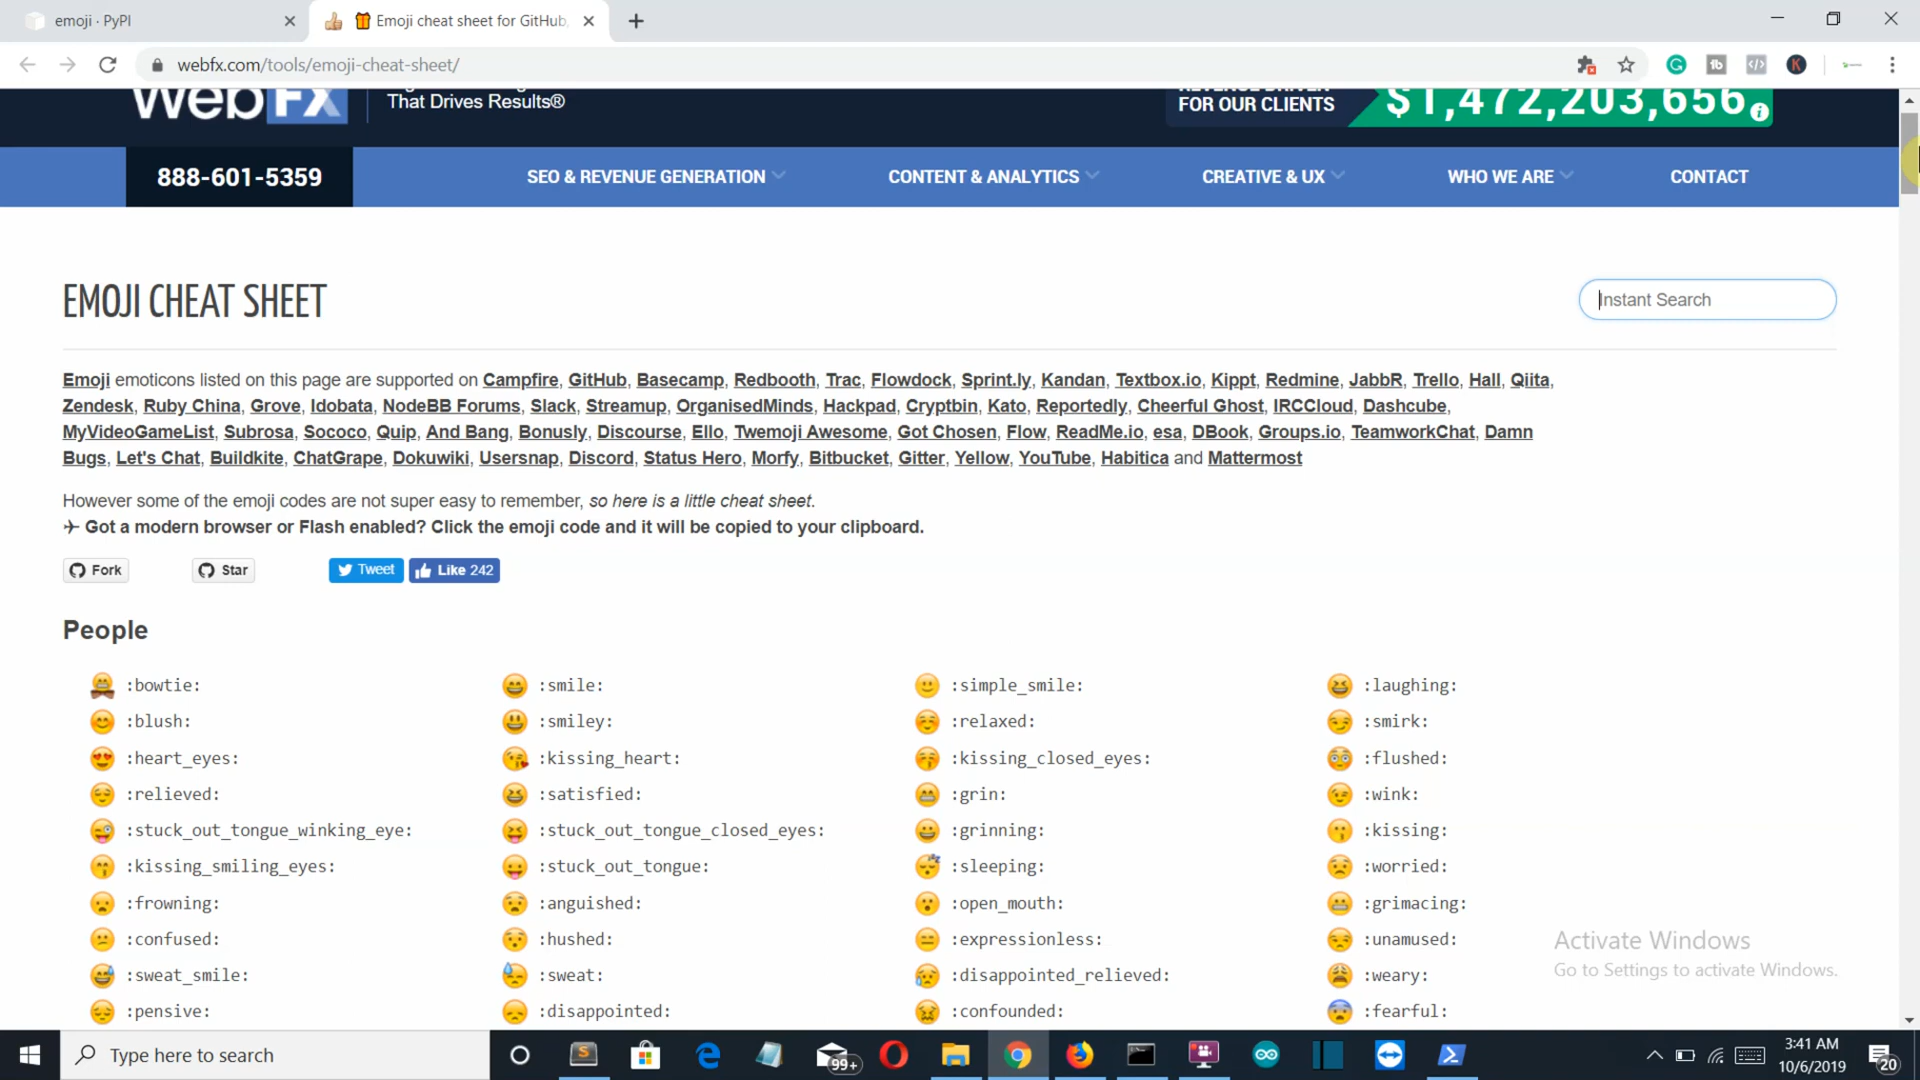 emoji · PyPI
Emoji cheat sheet for GitHub,
webfx.com/tools/emoji-cheat-sheet/
WebFX
That Drives Results®
FOR OUR CLIENTS
$1,472,203,656
888-601-5359
SEO & REVENUE GENERATION
CONTENT & ANALYTICS
CREATIVE & UX
WHO WE ARE
CONTACT
EMOJI CHEAT SHEET
Instant Search
Emoji emoticons listed on this page are supported on Campfire, GitHub, Basecamp, Redbooth, Trac, Flowdock, Sprint.ly, Kandan, Textbox.io, Kippt, Redmine, JabbR, Trello, Hall, Qiita,
Zendesk, Ruby China, Grove, Idobata, NodeBB Forums, Slack, Streamup, OrganisedMinds, Hackpad, Cryptbin, Kato, Reportedly, Cheerful Ghost, IRCCloud, Dashcube,
MyVideoGameList, Subrosa, Sococo, Quip, And Bang, Bonusly, Discourse, Ello, Twemoji Awesome, Got Chosen, Flow, ReadMe.io, esa, DBook, Groups.io, TeamworkChat, Damn
Bugs, Let's Chat, Buildkite, ChatGrape, Dokuwiki, Usersnap, Discord, Status Hero, Morfy, Bitbucket, Gitter, Yellow, YouTube, Habitica and Mattermost
However some of the emoji codes are not super easy to remember, so here is a little cheat sheet.
✈ Got a modern browser or Flash enabled? Click the emoji code and it will be copied to your clipboard.
Fork
Star
Tweet
Like 242
People
:bowtie:
:smile:
:simple_smile:
:laughing:
:blush:
:smiley:
:relaxed:
:smirk:
:heart_eyes:
:kissing_heart:
:kissing_closed_eyes:
:flushed:
:relieved:
:satisfied:
:grin:
:wink:
:stuck_out_tongue_winking_eye:
:stuck_out_tongue_closed_eyes:
:grinning:
:kissing:
:kissing_smiling_eyes:
:stuck_out_tongue:
:sleeping:
:worried:
:frowning:
:anguished:
:open_mouth:
:grimacing:
:confused:
:hushed:
:expressionless:
:unamused:
:sweat_smile:
:sweat:
:disappointed_relieved:
:weary:
:pensive:
:disappointed:
:confounded:
:fearful:
Activate Windows
Go to Settings to activate Windows.
Type here to search
99+
3:41 AM
10/6/2019
20